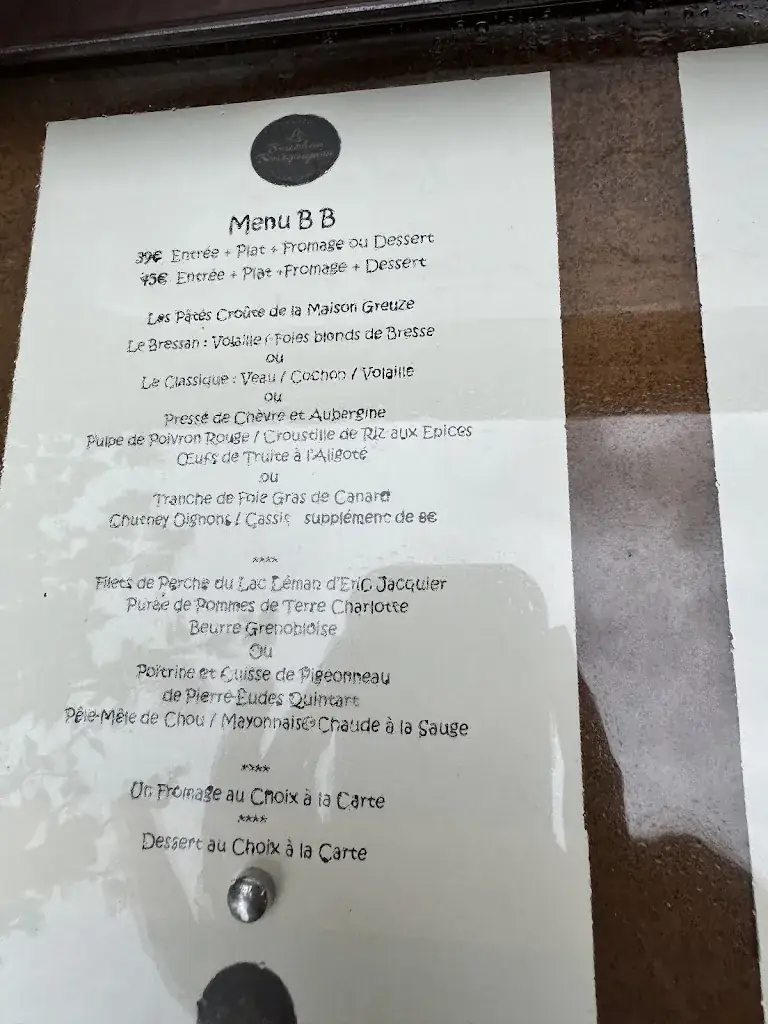 Le
Bouchon
Bourguignon
Menu B B
39€ Entrée + Plat + Fromage ou Dessert
45€ Entrée + Plat +Fromage + Dessert
Les Pâtés Croûte de la Maison Greuze
Le Bressan : Volaille / Foies blonds de Bresse
ou
Le Classique : Veau / Cochon / Volaille
ou
Pressé de Chèvre et Aubergine
Pulpe de Poivron Rouge / Croustille de Riz aux Epices
Œufs de Truite à l'Aligoté
ou
Tranche de Foie Gras de Canard
Chutney Oignons / Cassis supplément de 8€
****
Filets de Perche du Lac Léman d'Eric Jacquier
Purée de Pommes de Terre Charlotte
Beurre Grenobloise
Ou
Poitrine et Cuisse de Pigeonneau
de Pierre-Eudes Quintart
Pêle-Mêle de Chou / Mayonnaise Chaude à la Sauge
****
Un Fromage au Choix à la Carte
****
Dessert au Choix à la Carte